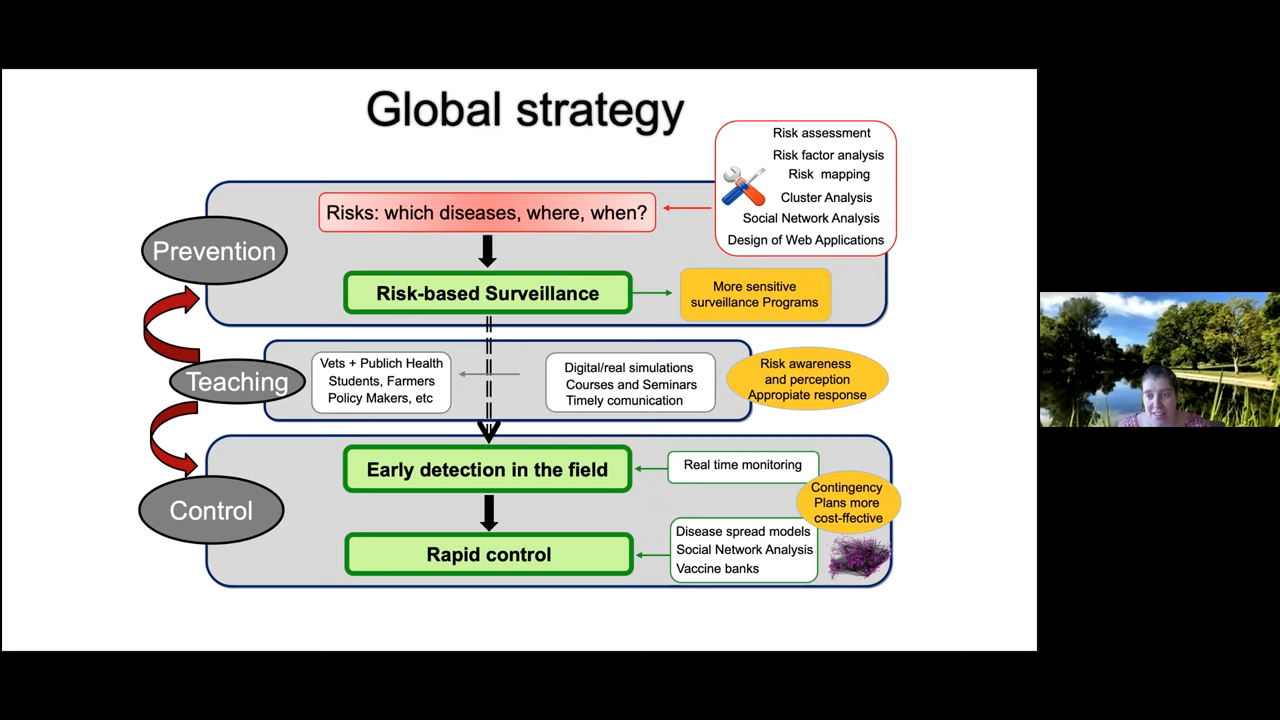 Global strategy
Risk assessment
Risk factor analysis
Risk mapping
Cluster Analysis
Social Network Analysis
Design of Web Applications
Prevention
Risks: which diseases, where, when?
Risk-based Surveillance
More sensitive
surveillance Programs
Teaching
Vets + Publich Health
Students, Farmers
Policy Makers, etc
Digital/real simulations
Courses and Seminars
Timely comunication
Risk awareness
and perception
Appropiate response
Control
Early detection in the field
Real time monitoring
Contingency
Plans more
cost-ffective
Rapid control
Disease spread models
Social Network Analysis
Vaccine banks